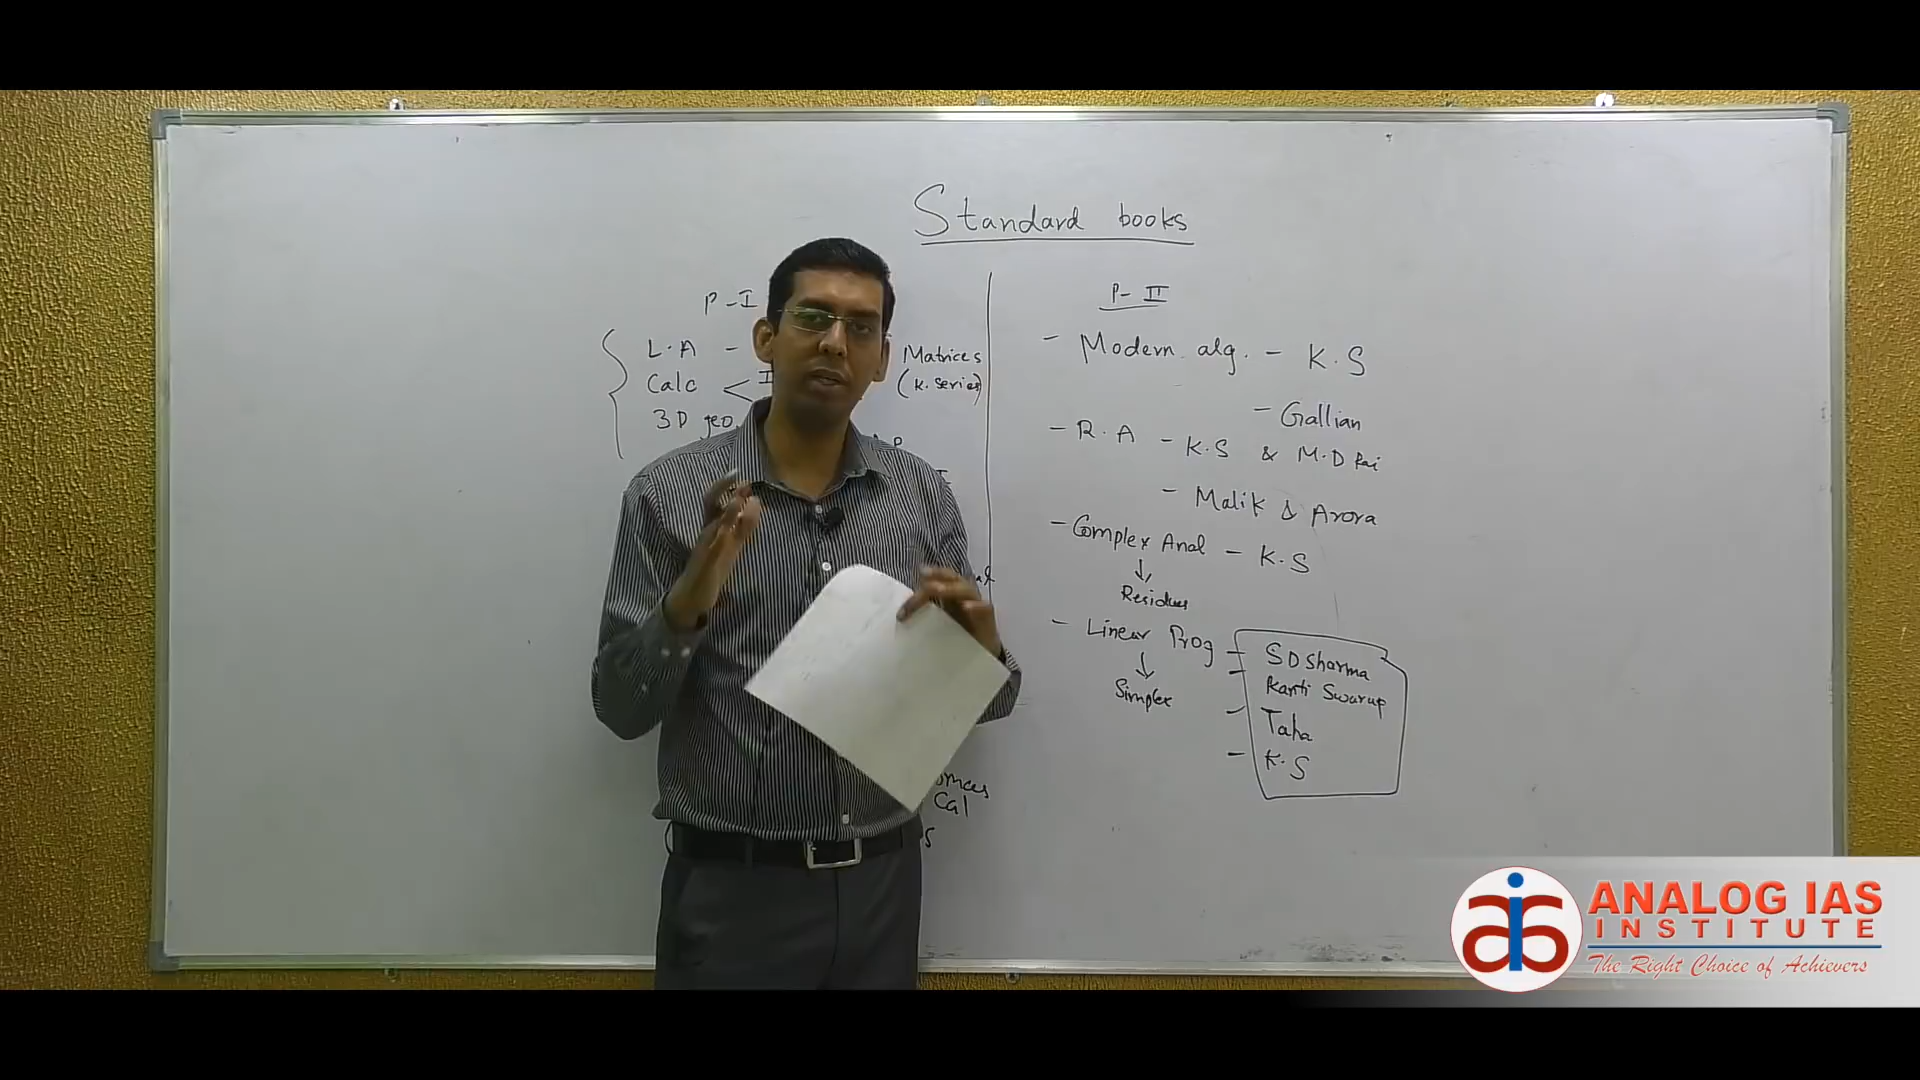 Standard books
P-I
L.A -
Matrices
Calc
(K. series)
3D geo
P-II
- Modern alg. - K.S
- Gallian
- R.A - K.S & M.D Rai
- Malik & Arora
- Complex Anal - K.S
Residues
- Linear Prog - SD Sharma
- Kanti Swarup
Simplex
- Taha
- K.S
Cal
ANALOG IAS
INSTITUTE
The Right Choice of Achievers